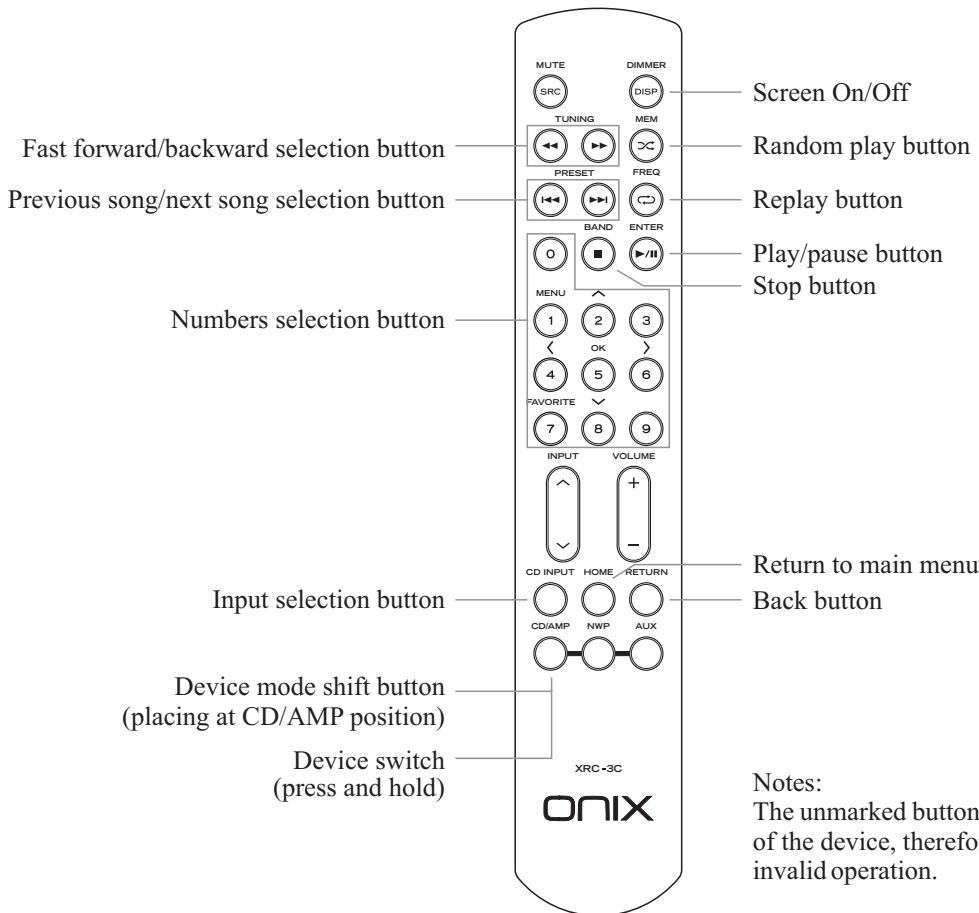 MUTE DIMMER
SRC DISP Screen On/Off
TUNING MEM
Fast forward/backward selection button Random play button
PRESET FREQ
Previous song/next song selection button Replay button
BAND ENTER
0 Play/pause button
Stop button
MENU
Numbers selection button 1 2 3
OK
4 5 6
FAVORITE
7 8 9
INPUT VOLUME
+
−
Return to main menu
CD INPUT HOME RETURN
Input selection button Back button
CD/AMP NWP AUX
Device mode shift button
(placing at CD/AMP position)
Device switch
(press and hold)
XRC-3C
ONIX
Notes:
The unmarked button
of the device,
invalid operation.